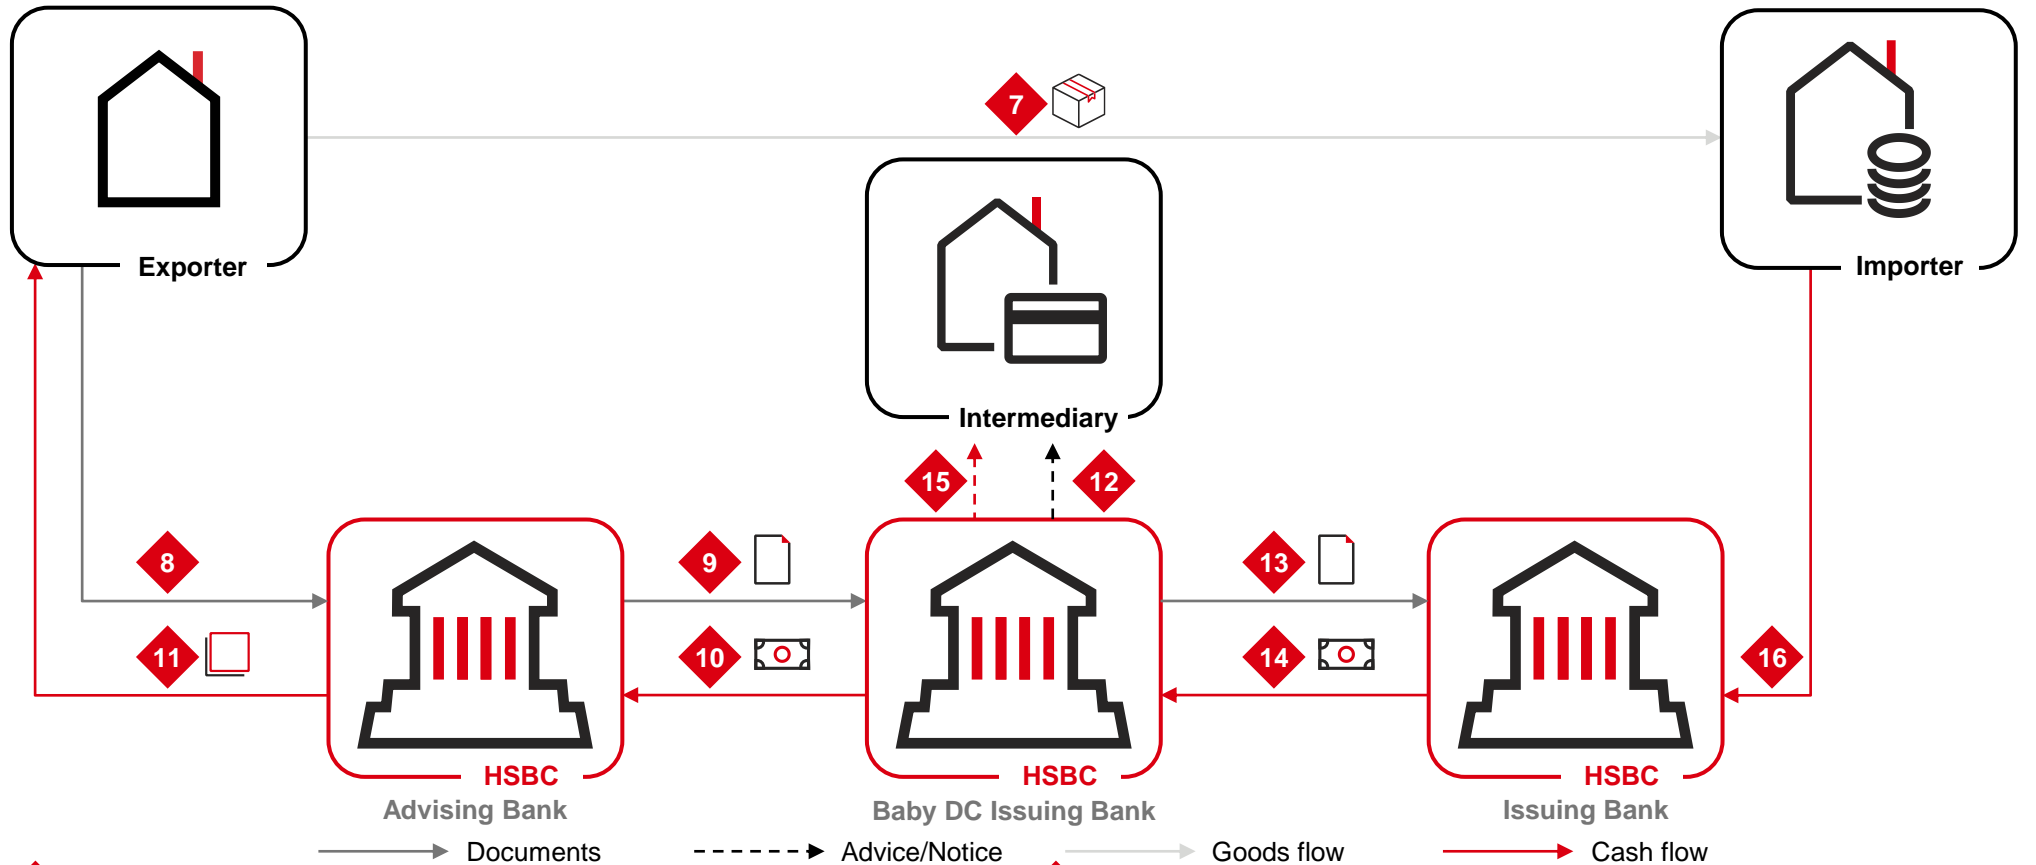 7
Exporter
Importer
Intermediary
15
12
8
9
13
11
10
14
16
HSBC
HSBC
HSBC
Advising Bank
Baby DC Issuing Bank
Issuing Bank
Documents
Advice/Notice
Goods flow
Cash flow